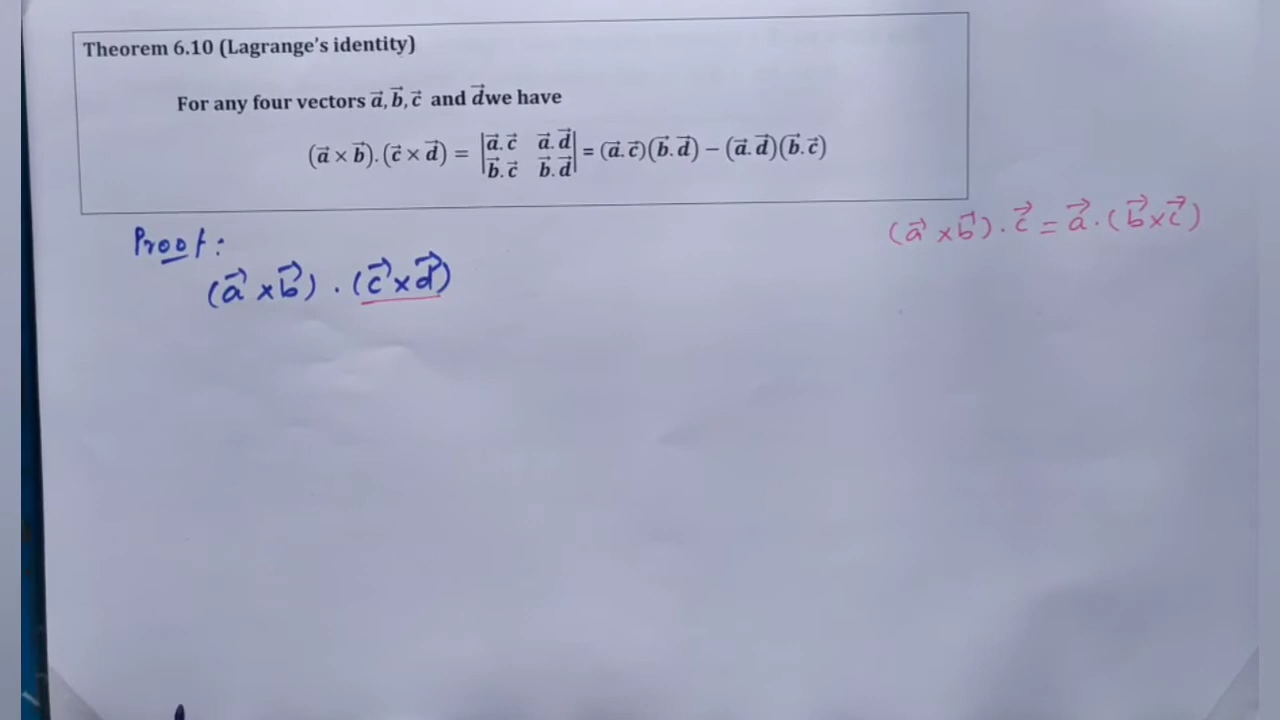 Theorem 6.10 (Lagrange's identity)
For any four vectors a⃗, b⃗, c⃗ and d⃗ we have
(a⃗ × b⃗).(c⃗ × d⃗) = |a⃗.c⃗ a⃗.d⃗| = (a⃗.c⃗)(b⃗.d⃗) − (a⃗.d⃗)(b⃗.c⃗)
|b⃗.c⃗ b⃗.d⃗|
(a⃗ × b⃗) . c⃗ = a⃗ . (b⃗ × c⃗)
Proof :
(a⃗ × b⃗) . (c⃗ × d⃗)